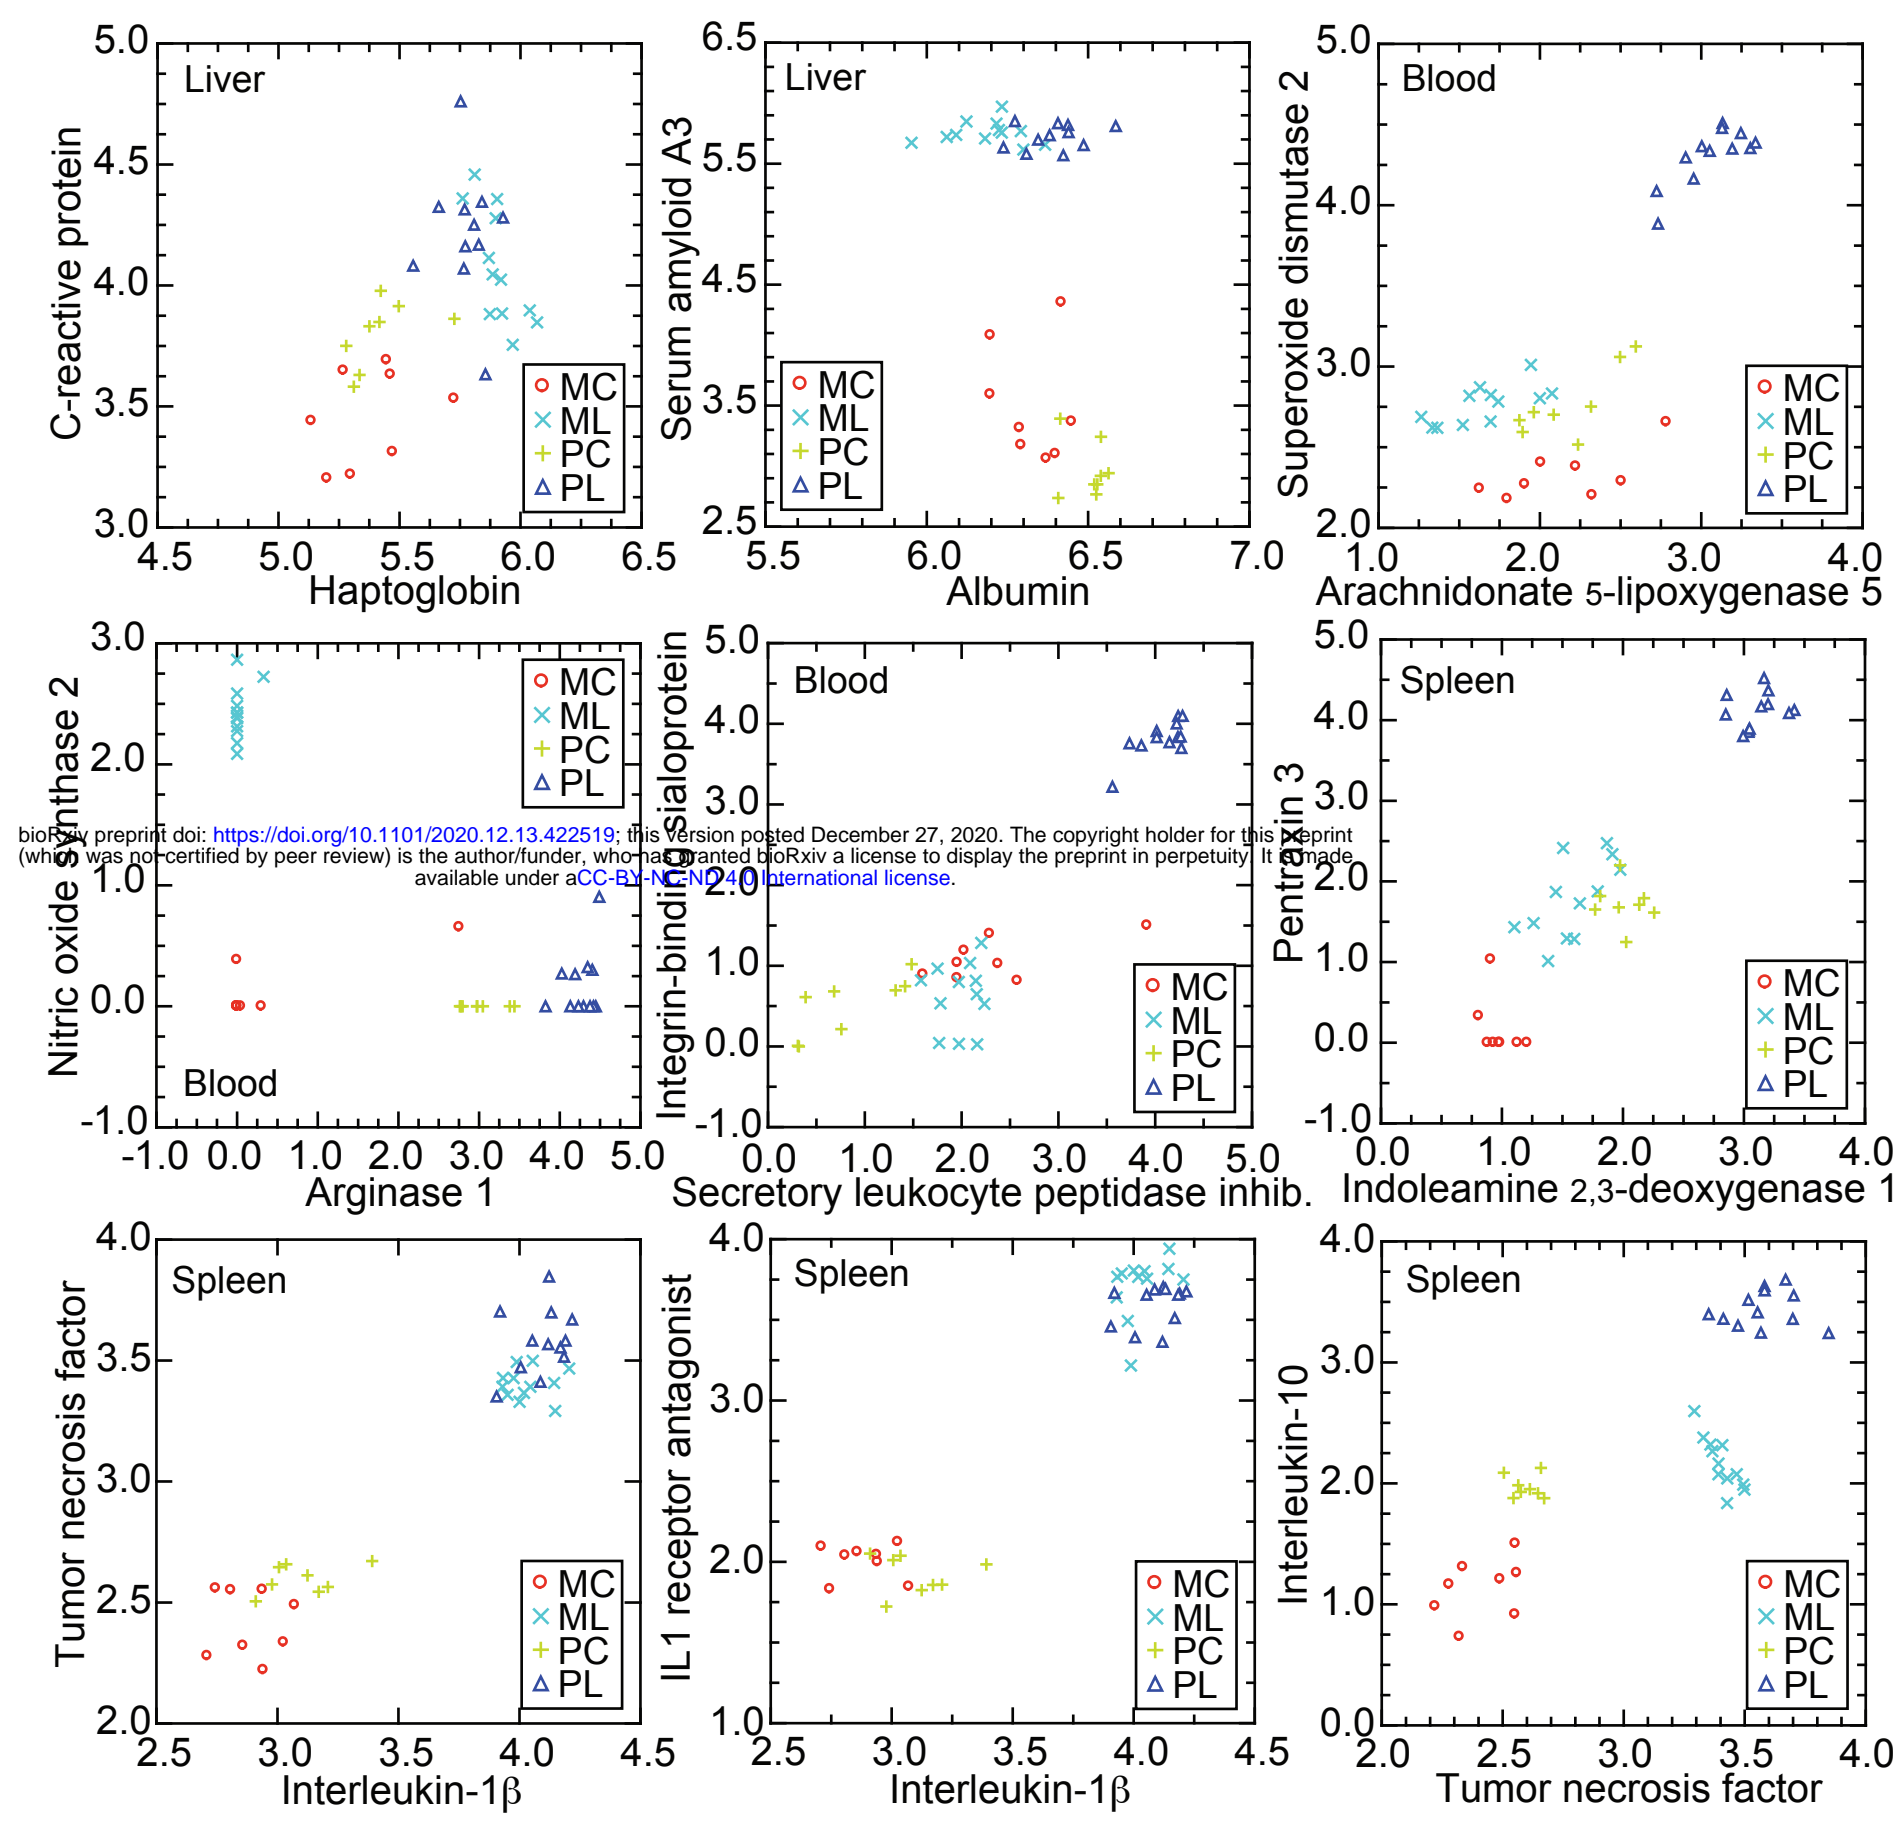 5.0
4.5
4.0
3.5
3.0
4.5 5.0 5.5 6.0 6.5
C-reactive protein
Haptoglobin
Liver
MC
ML
PC
PL
6.5
5.5
4.5
3.5
2.5
5.5 6.0 6.5 7.0
Serum amyloid A3
Albumin
Liver
MC
ML
PC
PL
5.0
4.0
3.0
2.0
1.0 2.0 3.0 4.0
Superoxide dismutase 2
Arachnidonate 5-lipoxygenase 5
Blood
MC
ML
PC
PL
3.0
2.0
1.0
0.0
-1.0
-1.0 0.0 1.0 2.0 3.0 4.0 5.0
Nitric oxide synthase 2
Arginase 1
Blood
MC
ML
PC
PL
5.0
4.0
3.0
2.0
1.0
0.0
-1.0
0.0 1.0 2.0 3.0 4.0 5.0
Integrin-binding sialoprotein
Secretory leukocyte peptidase inhib.
Blood
MC
ML
PC
PL
5.0
4.0
3.0
2.0
1.0
0.0
-1.0
0.0 1.0 2.0 3.0 4.0
Pentraxin 3
Indoleamine 2,3-deoxygenase 1
Spleen
MC
ML
PC
PL
bioRxiv preprint doi: https://doi.org/10.1101/2020.12.13.422519; this version posted December 27, 2020. The copyright holder for this preprint
(which was not certified by peer review) is the author/funder, who has granted bioRxiv a license to display the preprint in perpetuity. It is made
available under aCC-BY-NC-ND 4.0 International license.
4.0
3.5
3.0
2.5
2.0
2.5 3.0 3.5 4.0 4.5
Tumor necrosis factor
Interleukin-1β
Spleen
MC
ML
PC
PL
4.0
3.0
2.0
1.0
2.5 3.0 3.5 4.0 4.5
IL1 receptor antagonist
Interleukin-1β
Spleen
MC
ML
PC
PL
4.0
3.0
2.0
1.0
0.0
2.0 2.5 3.0 3.5 4.0
Interleukin-10
Tumor necrosis factor
Spleen
MC
ML
PC
PL